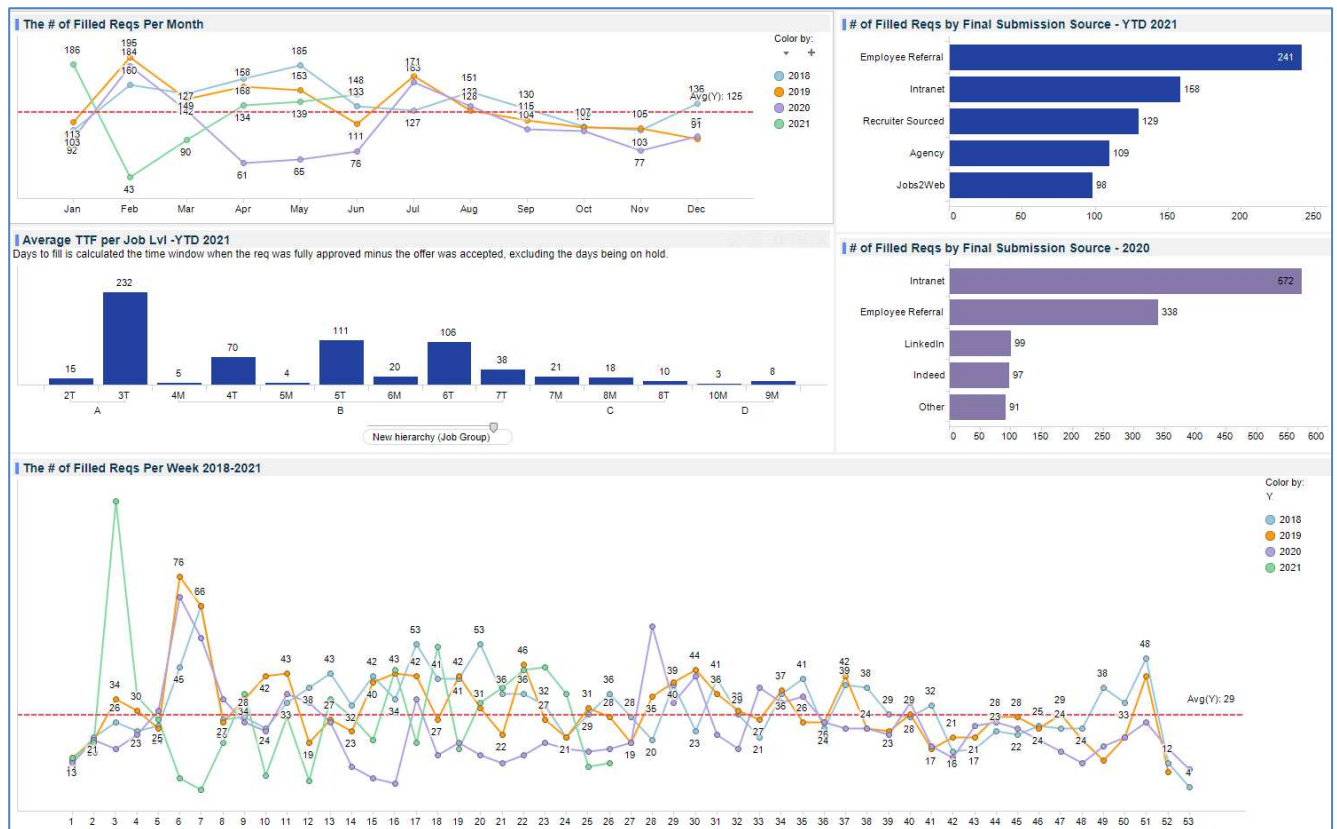 The # of Filled Reqs Per Month
Color by:
2018
2019
2020
2021
Avg(Y): 125
186 195 184 160 185 158 153 168 148 133 171 163 151 128 130 115 107 105 136
113 103 92 127 149 142 134 139 111 127 104 103 91
43 90 61 65 76 77
Jan Feb Mar Apr May Jun Jul Aug Sep Oct Nov Dec
# of Filled Reqs by Final Submission Source - YTD 2021
Employee Referral 241
Intranet 158
Recruiter Sourced 129
Agency 109
Jobs2Web 98
0 50 100 150 200 250
Average TTF per Job Lvl -YTD 2021
Days to fill is calculated the time window when the req was fully approved minus the offer was accepted, excluding the days being on hold.
15 232 5 70 4 111 20 106 38 21 18 10 3 8
2T 3T 4M 4T 5M 5T 6M 6T 7T 7M 8M 8T 10M 9M
A B C D
New hierarchy (Job Group)
# of Filled Reqs by Final Submission Source - 2020
Intranet 572
Employee Referral 338
LinkedIn 99
Indeed 97
Other 91
0 50 100 150 200 250 300 350 400 450 500 550 600
The # of Filled Reqs Per Week 2018-2021
Color by:
Y
2018
2019
2020
2021
Avg(Y): 29
76 66
53 53 48
34 30 45 42 43 43 42 43 42 41 42 46 36 36 32 31 36 39 44 41 37 41 42 38 38
26 28 34 38 27 32 40 34 41 31 27 28 35 40 36 29 36 26 39 29 29 32 28 28 25 29 33
13 21 25 27 24 33 19 23 27 22 21 29 19 20 23 21 24 24 23 28 17 21 16 23 17 22 24 24 12 4
1 2 3 4 5 6 7 8 9 10 11 12 13 14 15 16 17 18 19 20 21 22 23 24 25 26 27 28 29 30 31 32 33 34 35 36 37 38 39 40 41 42 43 44 45 46 47 48 49 50 51 52 53